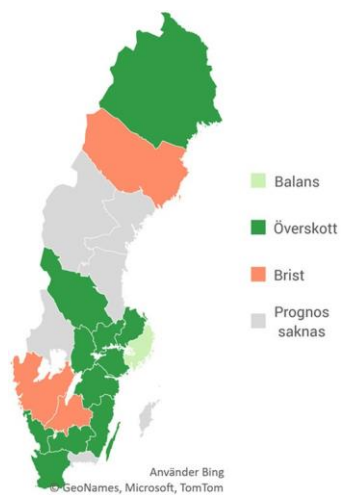 Balans
Överskott
Brist
Prognos
saknas
Använder Bing
© GeoNames, Microsoft, TomTom